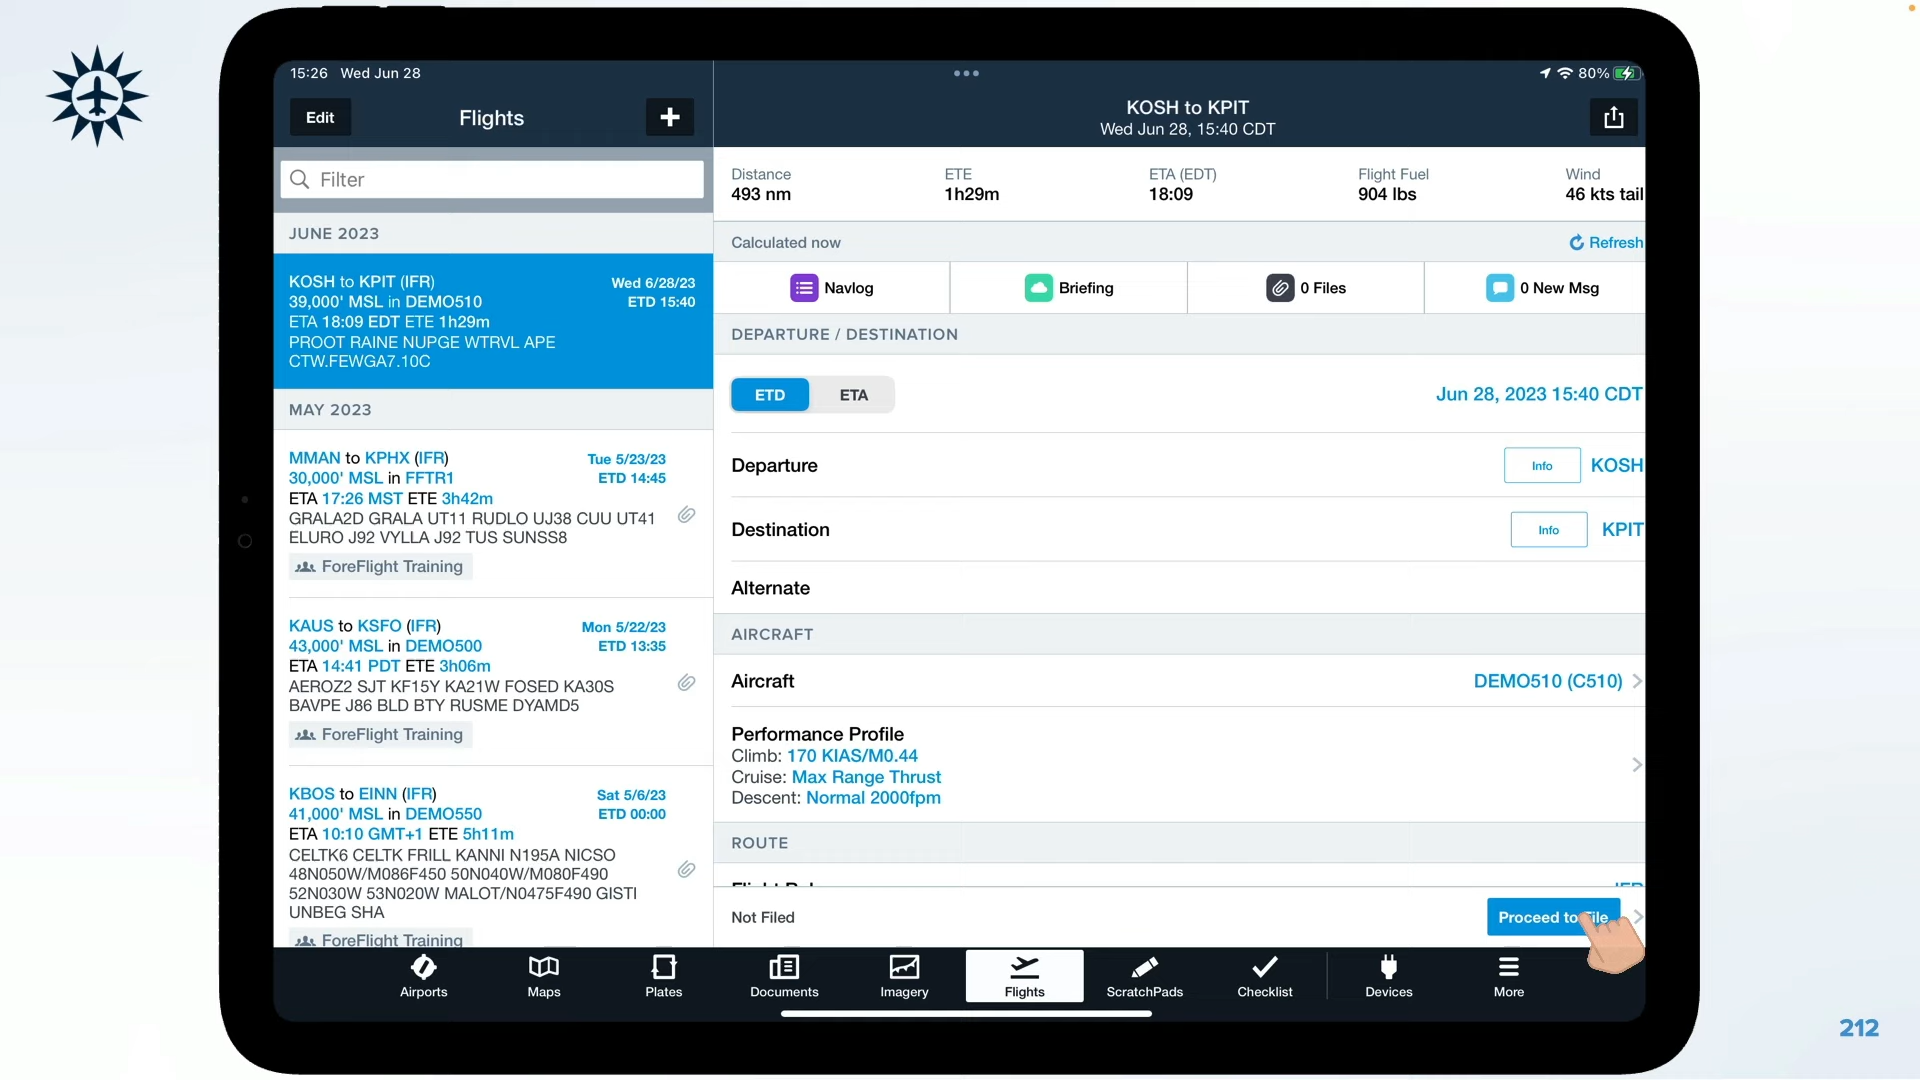 15:26 Wed Jun 28
80%
Edit
Flights
KOSH to KPIT
Wed Jun 28, 15:40 CDT
Filter
JUNE 2023
KOSH to KPIT (IFR)
Wed 6/28/23
39,000' MSL in DEMO510
ETD 15:40
ETA 18:09 EDT ETE 1h29m
PROOT RAINE NUPGE WTRVL APE
CTW.FEWGA7.10C
MAY 2023
MMAN to KPHX (IFR)
Tue 5/23/23
30,000' MSL in FFTR1
ETD 14:45
ETA 17:26 MST ETE 3h42m
GRALA2D GRALA UT11 RUDLO UJ38 CUU UT41
ELURO J92 VYLLA J92 TUS SUNSS8
ForeFlight Training
KAUS to KSFO (IFR)
Mon 5/22/23
43,000' MSL in DEMO500
ETD 13:35
ETA 14:41 PDT ETE 3h06m
AEROZ2 SJT KF15Y KA21W FOSED KA30S
BAVPE J86 BLD BTY RUSME DYAMD5
ForeFlight Training
KBOS to EINN (IFR)
Sat 5/6/23
41,000' MSL in DEMO550
ETD 00:00
ETA 10:10 GMT+1 ETE 5h11m
CELTK6 CELTK FRILL KANNI N195A NICSO
48N050W/M086F450 50N040W/M080F490
52N030W 53N020W MALOT/N0475F490 GISTI
UNBEG SHA
ForeFlight Training
Distance
493 nm
ETE
1h29m
ETA (EDT)
18:09
Flight Fuel
904 lbs
Wind
46 kts tail
Calculated now
Refresh
Navlog
Briefing
0 Files
0 New Msg
DEPARTURE / DESTINATION
ETD
ETA
Jun 28, 2023 15:40 CDT
Departure
Info
KOSH
Destination
Info
KPIT
Alternate
AIRCRAFT
Aircraft
DEMO510 (C510)
Performance Profile
Climb: 170 KIAS/M0.44
Cruise: Max Range Thrust
Descent: Normal 2000fpm
ROUTE
Not Filed
Proceed to File
Airports
Maps
Plates
Documents
Imagery
Flights
ScratchPads
Checklist
Devices
More
212